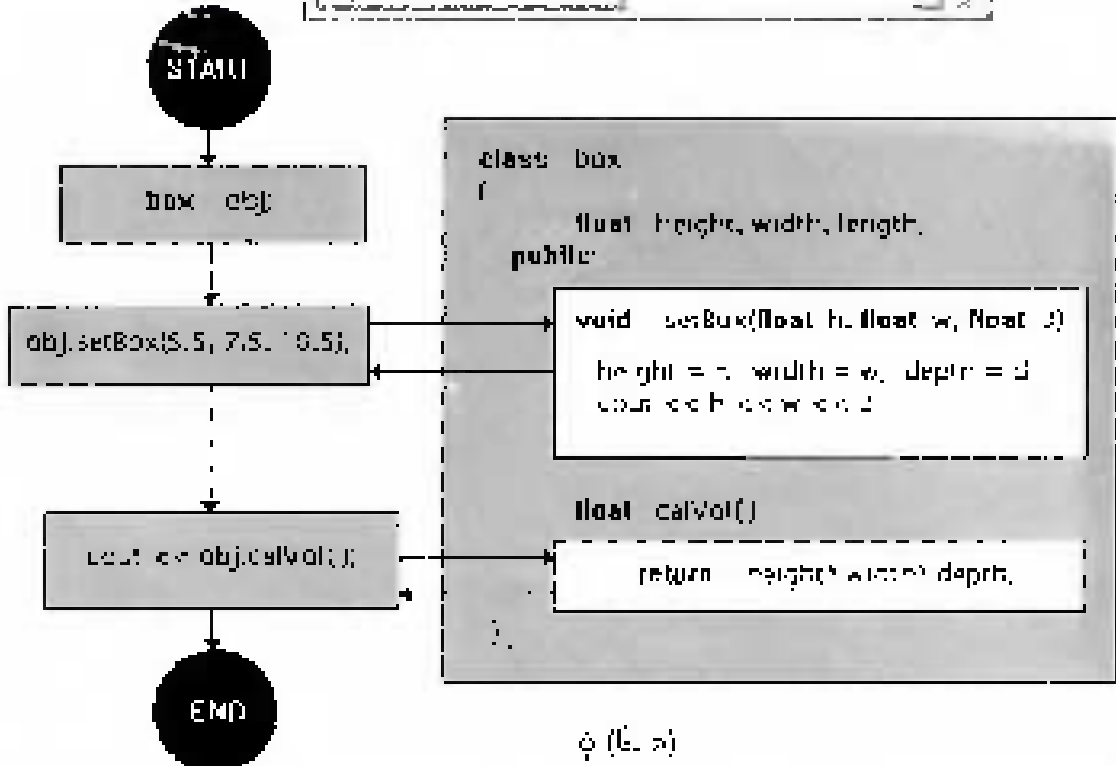 START
box obj;
obj.setBox(5.5, 7.5, 10.5);
cout << obj.calVol();
END
class box
{
float height, width, length,
public:
void setBox(float h, float w, float d)
height = h, width = w, depth = d
cout << h << w << d
float calVol()
return height* width* depth;
};